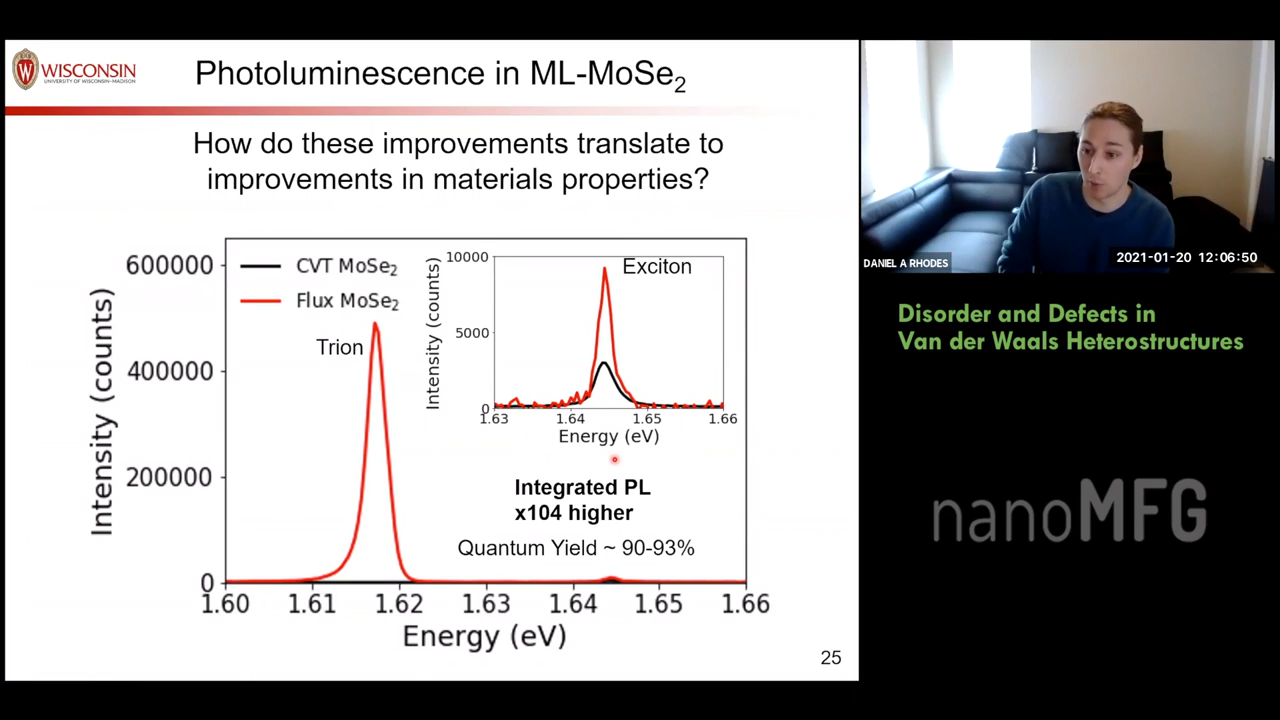 WISCONSIN
UNIVERSITY OF WISCONSIN-MADISON
Photoluminescence in ML-MoSe2
How do these improvements translate to
improvements in materials properties?
600000
400000
200000
0
Intensity (counts)
CVT MoSe2
Flux MoSe2
Trion
10000
5000
0
Intensity (counts)
Exciton
1.63 1.64 1.65 1.66
Energy (eV)
Integrated PL
x104 higher
Quantum Yield ~ 90-93%
1.60 1.61 1.62 1.63 1.64 1.65 1.66
Energy (eV)
25
DANIEL A RHODES
2021-01-20 12:06:50
Disorder and Defects in
Van der Waals Heterostructures
nanoMFG